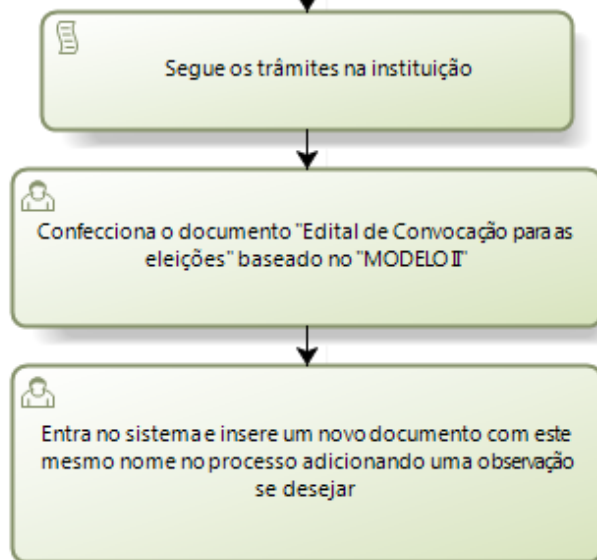 Segue os trâmites na instituição
Confecciona o documento "Edital de Convocação para as
eleições" baseado no "MODELO II"
Entra no sistema e insere um novo documento com este
mesmo nome no processo adicionando uma observação
se desejar